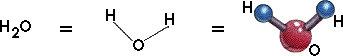 H₂O = H O H = H H O